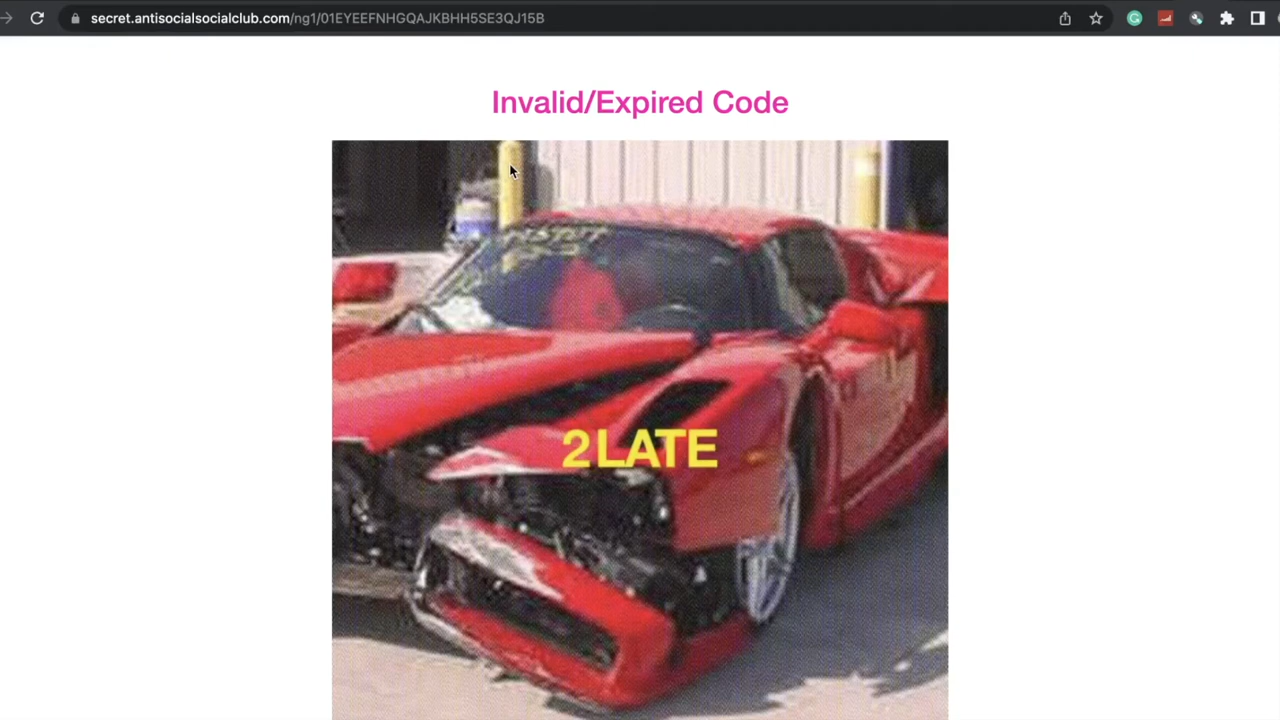 secret.antisocialsocialclub.com/ng1/01EYEEFNHGQAJKBHH5SE3QJ15B
Invalid/Expired Code
2LATE